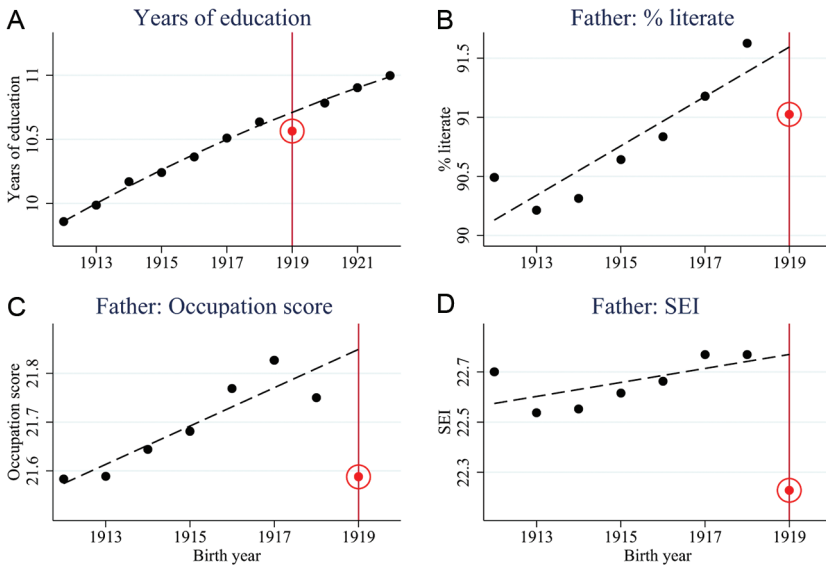 A
Years of education
Years of education
11
10.5
10
1913 1915 1917 1919 1921
B
Father: % literate
% literate
91.5
91
90.5
90
1913 1915 1917 1919
C
Father: Occupation score
Occupation score
21.8
21.7
21.6
1913 1915 1917 1919
Birth year
D
Father: SEI
SEI
22.7
22.5
22.3
1913 1915 1917 1919
Birth year